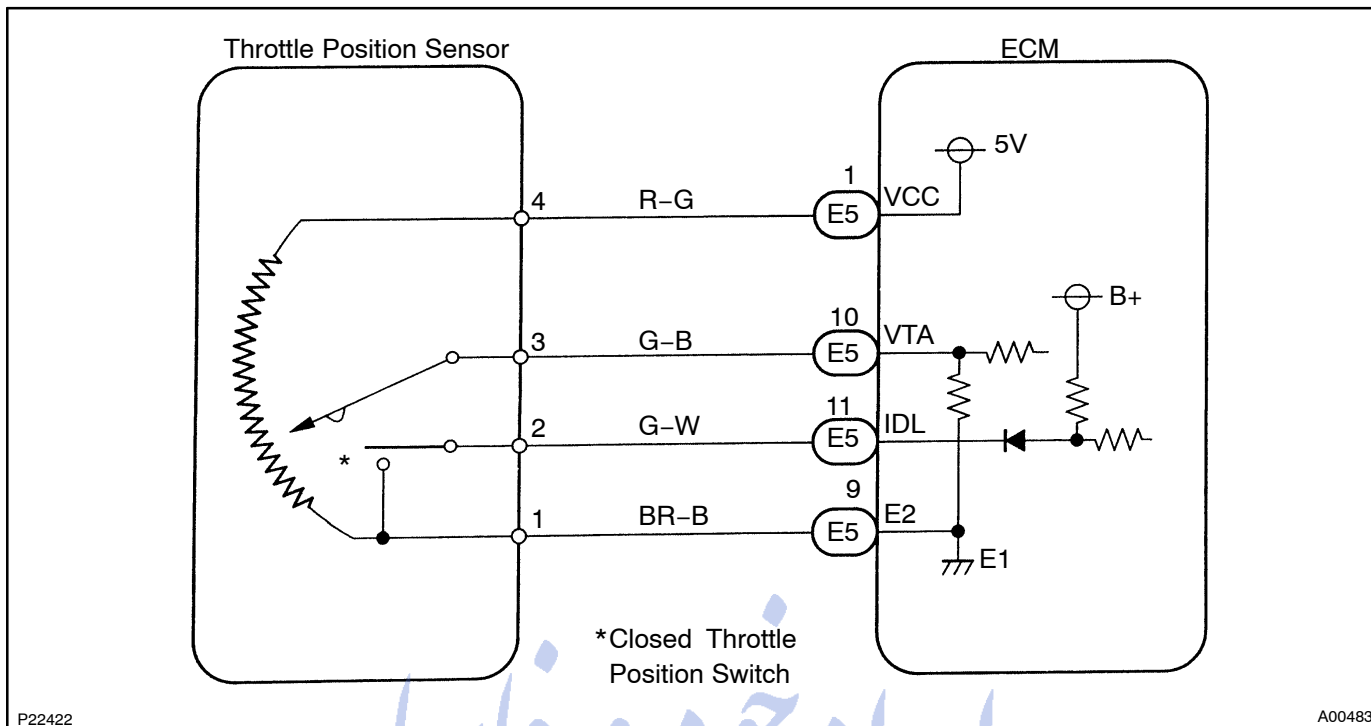 Throttle Position Sensor
ECM
5V
1
4
R−G
E5
VCC
B+
10
3
G−B
E5
VTA
11
2
G−W
E5
IDL
*
9
1
BR−B
E5
E2
E1
*Closed Throttle
Position Switch
P22422
A00483